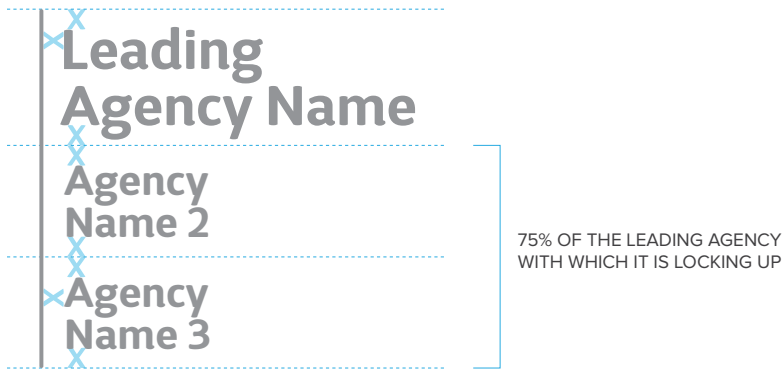 X
X
Leading
Agency Name
X
X
Agency
Name 2
X
X
X
Agency
Name 3
X
75% OF THE LEADING AGENCY
WITH WHICH IT IS LOCKING UP